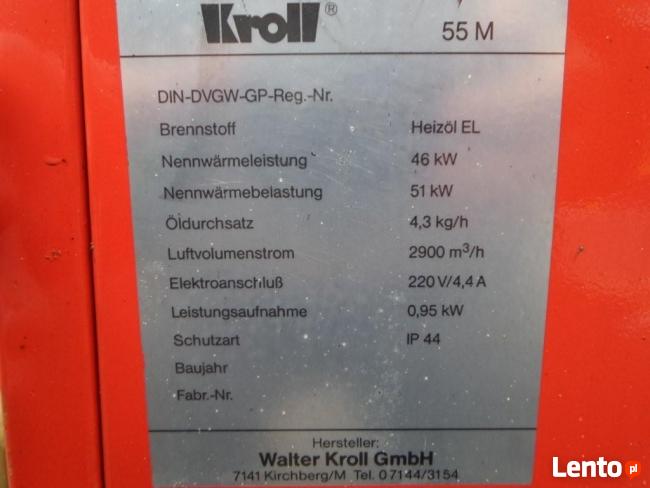 Kroll®
55 M
DIN-DVGW-GP-Reg.-Nr.
Brennstoff Heizöl EL
Nennwärmeleistung 46 kW
Nennwärmebelastung 51 kW
Öldurchsatz 4,3 kg/h
Luftvolumenstrom 2900 m³/h
Elektroanschluß 220 V/4,4 A
Leistungsaufnahme 0,95 kW
Schutzart IP 44
Baujahr
Fabr.-Nr.
Hersteller:
Walter Kroll GmbH
7141 Kirchberg/M Tel. 0 7144/3154
Lento.pl